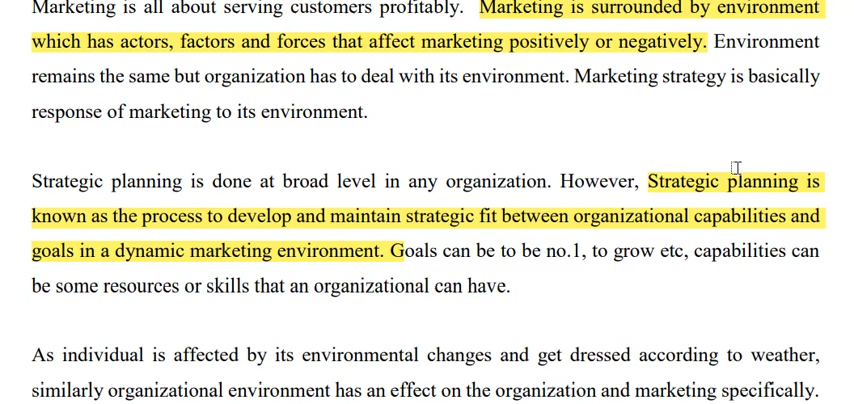 Marketing is all about serving customers profitably. Marketing is surrounded by environment
which has actors, factors and forces that affect marketing positively or negatively. Environment
remains the same but organization has to deal with its environment. Marketing strategy is basically
response of marketing to its environment.
Strategic planning is done at broad level in any organization. However, Strategic planning is
known as the process to develop and maintain strategic fit between organizational capabilities and
goals in a dynamic marketing environment. Goals can be to be no.1, to grow etc, capabilities can
be some resources or skills that an organizational can have.
As individual is affected by its environmental changes and get dressed according to weather,
similarly organizational environment has an effect on the organization and marketing specifically.